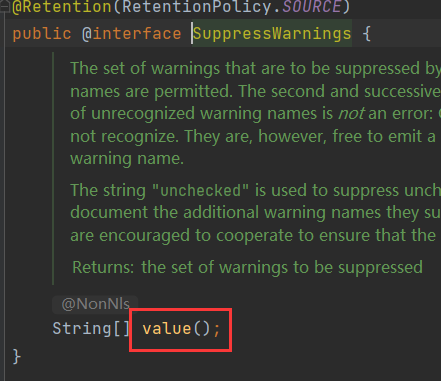 @Retention(RetentionPolicy.SOURCE)
public @interface SuppressWarnings {
The set of warnings that are to be suppressed by
names are permitted. The second and successive
of unrecognized warning names is not an error: 
not recognize. They are, however, free to emit a
warning name.
The string "unchecked" is used to suppress unch
document the additional warning names they su
are encouraged to cooperate to ensure that the
Returns: the set of warnings to be suppressed
@NonNls
String[] value();
}